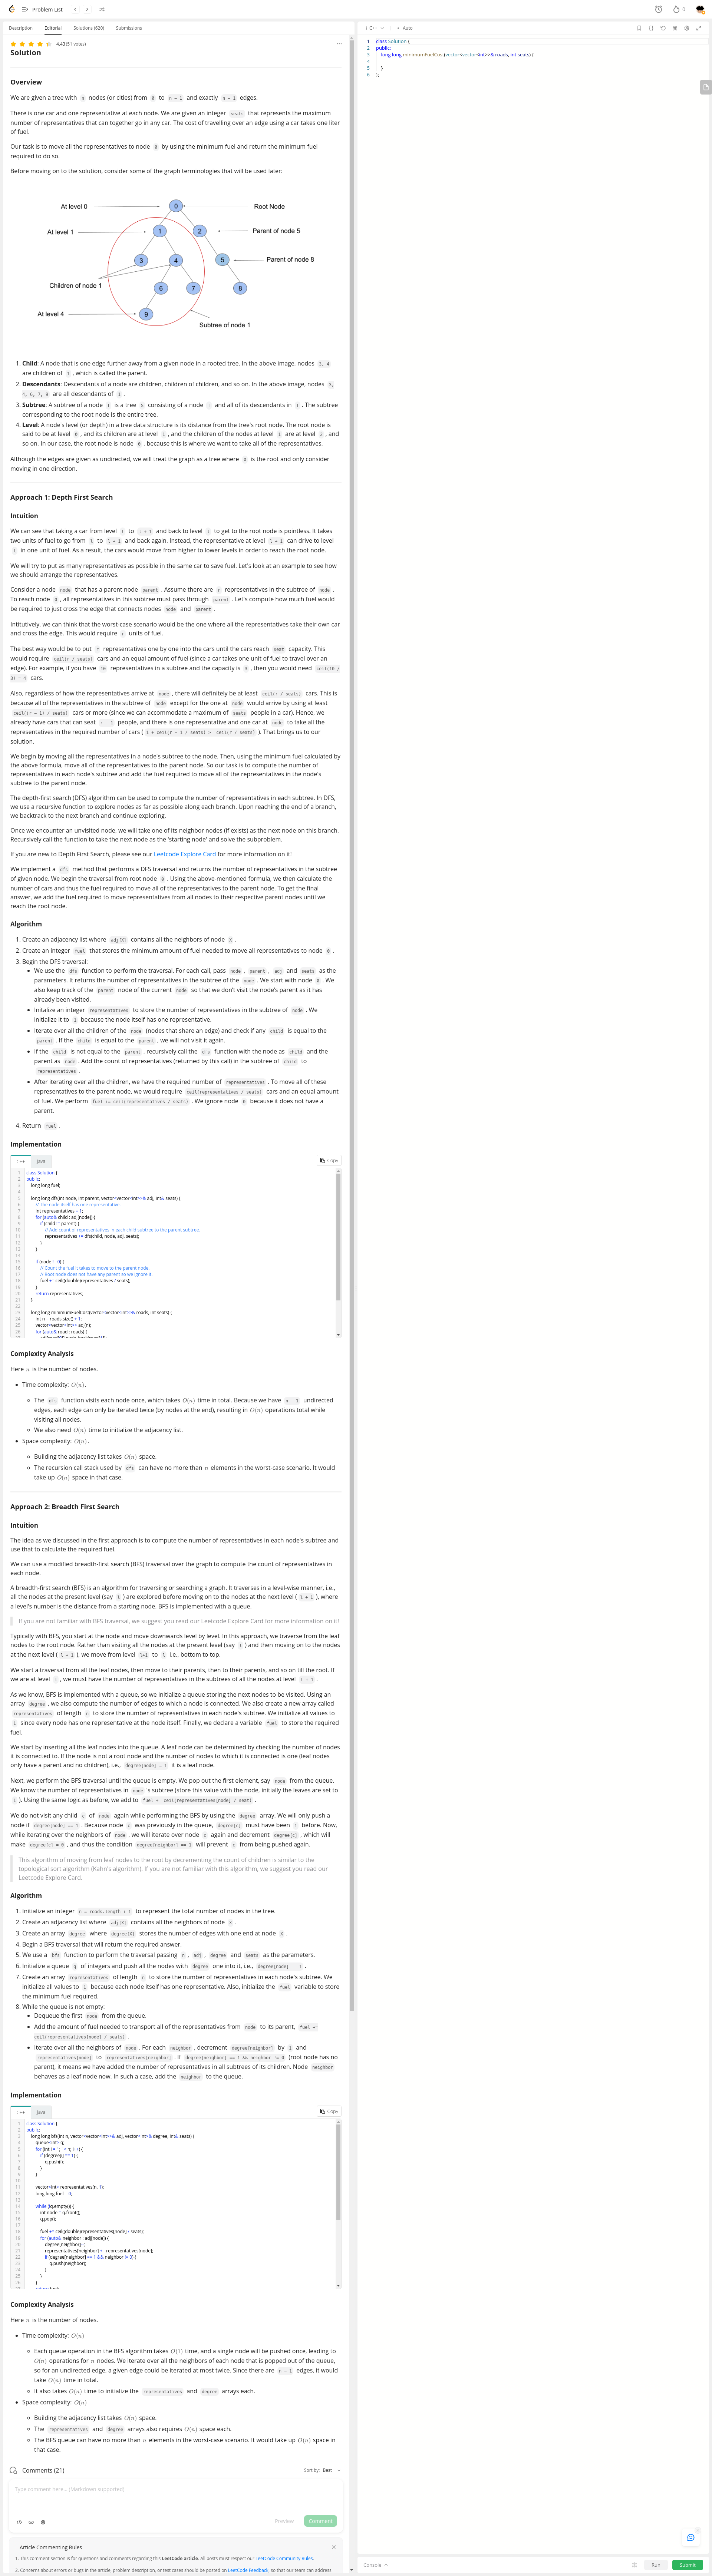 Problem List
0
Description Editorial Solutions (620) Submissions
4.43 (51 votes)
Solution
Overview
We are given a tree with n nodes (or cities) from 0 to n - 1 and exactly n - 1 edges.
There is one car and one representative at each node. We are given an integer seats that represents the maximum
number of representatives that can together go in any car. The cost of travelling over an edge using a car takes one liter
of fuel.
Our task is to move all the representatives to node 0 by using the minimum fuel and return the minimum fuel
required to do so.
Before moving on to the solution, consider some of the graph terminologies that will be used later:
At level 0
0
Root Node
At level 1
1
2
Parent of node 5
3
4
5
Parent of node 8
Children of node 1
6
7
8
At level 4
9
Subtree of node 1
1. Child: A node that is one edge further away from a given node in a rooted tree. In the above image, nodes 3, 4
are children of 1 , which is called the parent.
2. Descendants: Descendants of a node are children, children of children, and so on. In the above image, nodes 3,
4, 6, 7, 9 are all descendants of 1 .
3. Subtree: A subtree of a node T is a tree S consisting of a node T and all of its descendants in T . The subtree
corresponding to the root node is the entire tree.
4. Level: A node's level (or depth) in a tree data structure is its distance from the tree's root node. The root node is
said to be at level 0 , and its children are at level 1 , and the children of the nodes at level 1 are at level 2 , and
so on. In our case, the root node is node 0 , because this is where we want to take all of the representatives.
Although the edges are given as undirected, we will treat the graph as a tree where 0 is the root and only consider
moving in one direction.
Approach 1: Depth First Search
Intuition
We can see that taking a car from level l to l + 1 and back to level l to get to the root node is pointless. It takes
two units of fuel to go from l to l + 1 and back again. Instead, the representative at level l + 1 can drive to level
l in one unit of fuel. As a result, the cars would move from higher to lower levels in order to reach the root node.
We will try to put as many representatives as possible in the same car to save fuel. Let's look at an example to see how
we should arrange the representatives.
Consider a node node that has a parent node parent . Assume there are r representatives in the subtree of node .
To reach node 0 , all representatives in this subtree must pass through parent . Let's compute how much fuel would
be required to just cross the edge that connects nodes node and parent .
Intitutively, we can think that the worst-case scenario would be the one where all the representatives take their own car
and cross the edge. This would require r units of fuel.
The best way would be to put r representatives one by one into the cars until the cars reach seat capacity. This
would require ceil(r / seats) cars and an equal amount of fuel (since a car takes one unit of fuel to travel over an
edge). For example, if you have 10 representatives in a subtree and the capacity is 3 , then you would need ceil(10 /
3) = 4 cars.
Also, regardless of how the representatives arrive at node , there will definitely be at least ceil(r / seats) cars. This is
because all of the representatives in the subtree of node except for the one at node would arrive by using at least
ceil((r - 1) / seats) cars or more (since we can accommodate a maximum of seats people in a car). Hence, we
already have cars that can seat r - 1 people, and there is one representative and one car at node to take all the
representatives in the required number of cars ( 1 + ceil(r - 1 / seats) >= ceil(r / seats) ). That brings us to our
solution.
We begin by moving all the representatives in a node's subtree to the node. Then, using the minimum fuel calculated by
the above formula, move all of the representatives to the parent node. So our task is to compute the number of
representatives in each node's subtree and add the fuel required to move all of the representatives in the node's
subtree to the parent node.
The depth-first search (DFS) algorithm can be used to compute the number of representatives in each subtree. In DFS,
we use a recursive function to explore nodes as far as possible along each branch. Upon reaching the end of a branch,
we backtrack to the next branch and continue exploring.
Once we encounter an unvisited node, we will take one of its neighbor nodes (if exists) as the next node on this branch.
Recursively call the function to take the next node as the 'starting node' and solve the subproblem.
If you are new to Depth First Search, please see our Leetcode Explore Card for more information on it!
We implement a dfs method that performs a DFS traversal and returns the number of representatives in the subtree
of given node. We begin the traversal from root node 0 . Using the above-mentioned formula, we then calculate the
number of cars and thus the fuel required to move all of the representatives to the parent node. To get the final
answer, we add the fuel required to move representatives from all nodes to their respective parent nodes until we
reach the root node.
Algorithm
1. Create an adjacency list where adj[X] contains all the neighbors of node X .
2. Create an integer fuel that stores the minimum amount of fuel needed to move all representatives to node 0 .
3. Begin the DFS traversal:
We use the dfs function to perform the traversal. For each call, pass node , parent , adj and seats as the
parameters. It returns the number of representatives in the subtree of the node . We start with node 0 . We
also keep track of the parent node of the current node so that we don't visit the node's parent as it has
already been visited.
Initialize an integer representatives to store the number of representatives in the subtree of node . We
initialize it to 1 because the node itself has one representative.
Iterate over all the children of the node (nodes that share an edge) and check if any child is equal to the
parent . If the child is equal to the parent , we will not visit it again.
If the child is not equal to the parent , recursively call the dfs function with the node as child and the
parent as node . Add the count of representatives (returned by this call) in the subtree of child to
representatives .
After iterating over all the children, we have the required number of representatives . To move all of these
representatives to the parent node, we would require ceil(representatives / seats) cars and an equal amount
of fuel. We perform fuel += ceil(representatives / seats) . We ignore node 0 because it does not have a
parent.
4. Return fuel .
Implementation
C++ Java Copy
1 class Solution {
2 public:
3 long long fuel;
4
5 long long dfs(int node, int parent, vector<vector<int>>& adj, int& seats) {
6 // The node itself has one representative.
7 int representatives = 1;
8 for (auto& child : adj[node]) {
9 if (child != parent) {
10 // Add count of representatives in each child subtree to the parent subtree.
11 representatives += dfs(child, node, adj, seats);
12 }
13 }
14
15 if (node != 0) {
16 // Count the fuel it takes to move to the parent node.
17 // Root node does not have any parent so we ignore it.
18 fuel += ceil((double)representatives / seats);
19 }
20 return representatives;
21 }
22
23 long long minimumFuelCost(vector<vector<int>>& roads, int seats) {
24 int n = roads.size() + 1;
25 vector<vector<int>> adj(n);
26 for (auto& road : roads) {
Complexity Analysis
Here n is the number of nodes.
Time complexity: O(n).
The dfs function visits each node once, which takes O(n) time in total. Because we have n - 1 undirected
edges, each edge can only be iterated twice (by nodes at the end), resulting in O(n) operations total while
visiting all nodes.
We also need O(n) time to initialize the adjacency list.
Space complexity: O(n).
Building the adjacency list takes O(n) space.
The recursion call stack used by dfs can have no more than n elements in the worst-case scenario. It would
take up O(n) space in that case.
Approach 2: Breadth First Search
Intuition
The idea as we discussed in the first approach is to compute the number of representatives in each node's subtree and
use that to calculate the required fuel.
We can use a modified breadth-first search (BFS) traversal over the graph to compute the count of representatives in
each node.
A breadth-first search (BFS) is an algorithm for traversing or searching a graph. It traverses in a level-wise manner, i.e.,
all the nodes at the present level (say l ) are explored before moving on to the nodes at the next level ( l + 1 ), where
a level's number is the distance from a starting node. BFS is implemented with a queue.
If you are not familiar with BFS traversal, we suggest you read our Leetcode Explore Card for more information on it!
Typically with BFS, you start at the node and move downwards level by level. In this approach, we traverse from the leaf
nodes to the root node. Rather than visiting all the nodes at the present level (say l ) and then moving on to the nodes
at the next level ( l + 1 ), we move from level l+1 to l i.e., bottom to top.
We start a traversal from all the leaf nodes, then move to their parents, then to their parents, and so on till the root. If
we are at level l , we must have the number of representatives in the subtrees of all the nodes at level l + 1 .
As we know, BFS is implemented with a queue, so we initialize a queue storing the next nodes to be visited. Using an
array degree , we also compute the number of edges to which a node is connected. We also create a new array called
representatives of length n to store the number of representatives in each node's subtree. We initialize all values to
1 since every node has one representative at the node itself. Finally, we declare a variable fuel to store the required
fuel.
We start by inserting all the leaf nodes into the queue. A leaf node can be determined by checking the number of nodes
it is connected to. If the node is not a root node and the number of nodes to which it is connected is one (leaf nodes
only have a parent and no children), i.e., degree[node] = 1 it is a leaf node.
Next, we perform the BFS traversal until the queue is empty. We pop out the first element, say node from the queue.
We know the number of representatives in node 's subtree (store this value with the node, initially the leaves are set to
1 ). Using the same logic as before, we add to fuel += ceil(representatives[node] / seat) .
We do not visit any child c of node again while performing the BFS by using the degree array. We will only push a
node if degree[node] == 1 . Because node c was previously in the queue, degree[c] must have been 1 before. Now,
while iterating over the neighbors of node , we will iterate over node c again and decrement degree[c] , which will
make degree[c] = 0 , and thus the condition degree[neighbor] == 1 will prevent c from being pushed again.
This algorithm of moving from leaf nodes to the root by decrementing the count of children is similar to the
topological sort algorithm (Kahn's algorithm). If you are not familiar with this algorithm, we suggest you read our
Leetcode Explore Card.
Algorithm
1. Initialize an integer n = roads.length + 1 to represent the total number of nodes in the tree.
2. Create an adjacency list where adj[X] contains all the neighbors of node X .
3. Create an array degree where degree[X] stores the number of edges with one end at node X .
4. Begin a BFS traversal that will return the required answer.
5. We use a bfs function to perform the traversal passing n , adj , degree and seats as the parameters.
6. Initialize a queue q of integers and push all the nodes with degree one into it, i.e., degree[node] == 1 .
7. Create an array representatives of length n to store the number of representatives in each node's subtree. We
initialize all values to 1 because each node itself has one representative. Also, initialize the fuel variable to store
the minimum fuel required.
8. While the queue is not empty:
Dequeue the first node from the queue.
Add the amount of fuel needed to transport all of the representatives from node to its parent, fuel +=
ceil(representatives[node] / seats) .
Iterate over all the neighbors of node . For each neighbor , decrement degree[neighbor] by 1 and
representatives[node] to representatives[neighbor] . If degree[neighbor] == 1 && neighbor != 0 (root node has no
parent), it means we have added the number of representatives in all subtrees of its children. Node neighbor
behaves as a leaf node now. In such a case, add the neighbor to the queue.
Implementation
C++ Java Copy
1 class Solution {
2 public:
3 long long bfs(int n, vector<vector<int>>& adj, vector<int>& degree, int& seats) {
4 queue<int> q;
5 for (int i = 1; i < n; i++) {
6 if (degree[i] == 1) {
7 q.push(i);
8 }
9 }
10
11 vector<int> representatives(n, 1);
12 long long fuel = 0;
13
14 while (!q.empty()) {
15 int node = q.front();
16 q.pop();
17
18 fuel += ceil((double)representatives[node] / seats);
19 for (auto& neighbor : adj[node]) {
20 degree[neighbor]--;
21 representatives[neighbor] += representatives[node];
22 if (degree[neighbor] == 1 && neighbor != 0) {
23 q.push(neighbor);
24 }
25 }
26 }
Complexity Analysis
Here n is the number of nodes.
Time complexity: O(n)
Each queue operation in the BFS algorithm takes O(1) time, and a single node will be pushed once, leading to
O(n) operations for n nodes. We iterate over all the neighbors of each node that is popped out of the queue,
so for an undirected edge, a given edge could be iterated at most twice. Since there are n - 1 edges, it would
take O(n) time in total.
It also takes O(n) time to initialize the representatives and degree arrays each.
Space complexity: O(n)
Building the adjacency list takes O(n) space.
The representatives and degree arrays also requires O(n) space each.
The BFS queue can have no more than n elements in the worst-case scenario. It would take up O(n) space in
that case.
Comments (21) Sort by: Best
Type comment here... (Markdown supported)
Preview Comment
Article Commenting Rules
1. This comment section is for questions and comments regarding this LeetCode article. All posts must respect our LeetCode Community Rules.
2. Concerns about errors or bugs in the article, problem description, or test cases should be posted on LeetCode Feedback, so that our team can address
C++ Auto
1 class Solution {
2 public:
3 long long minimumFuelCost(vector<vector<int>>& roads, int seats) {
4
5 }
6 };
Console Run Submit